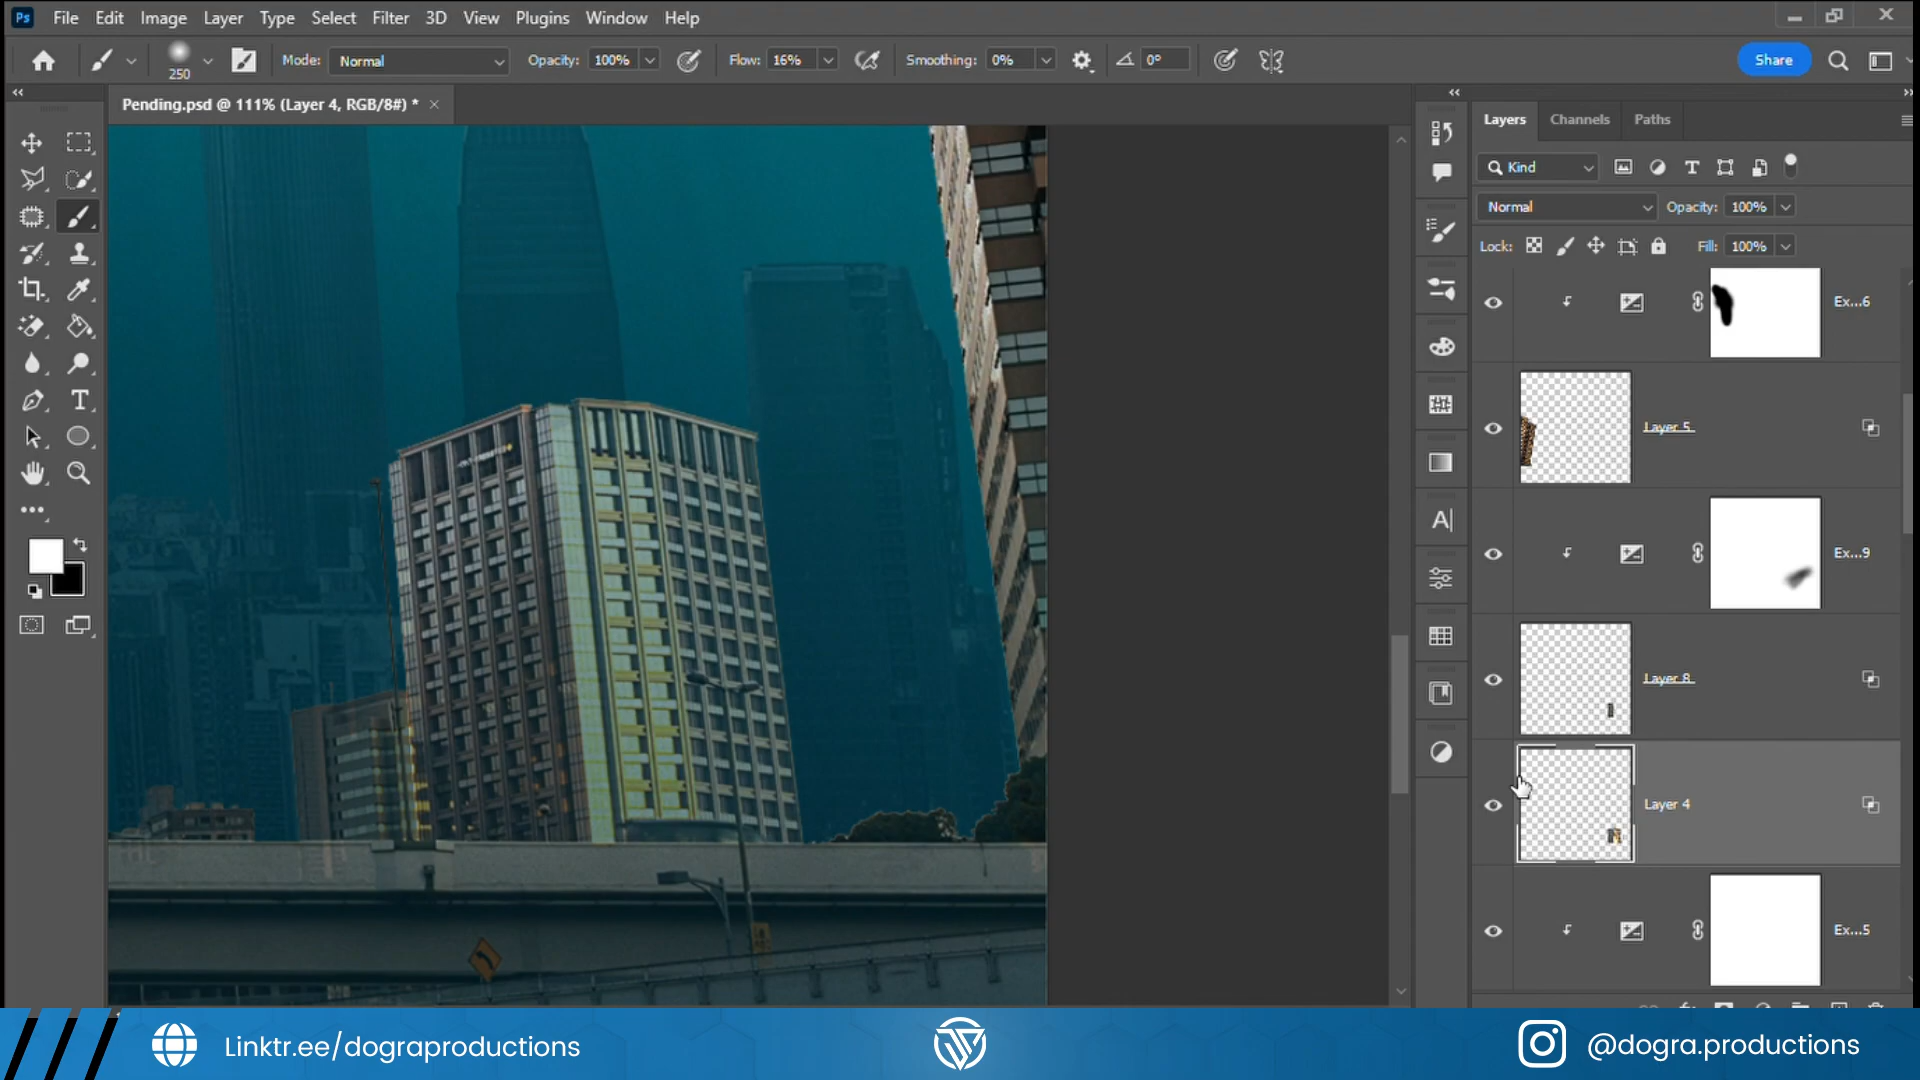 Ps File Edit Image Layer Type Select Filter 3D View Plugins Window Help
250 Mode: Normal Opacity: 100% Flow: 16% Smoothing: 0% 0° Share
Pending.psd @ 111% (Layer 4, RGB/8#) *
Layers Channels Paths
Kind
Normal Opacity: 100%
Lock: Fill: 100%
Ex...6
Layer 5
Ex...9
Layer 8
Layer 4
Ex...5
Linktr.ee/dograproductions
@dogra.productions